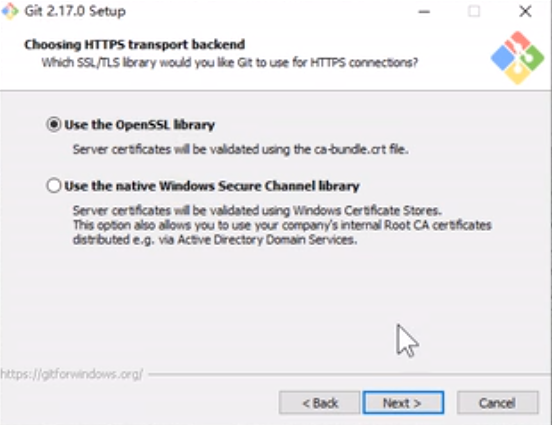 Git 2.17.0 Setup
Choosing HTTPS transport backend
Which SSL/TLS library would you like Git to use for HTTPS connections?
Use the OpenSSL library
Server certificates will be validated using the ca-bundle.crt file.
Use the native Windows Secure Channel library
Server certificates will be validated using Windows Certificate Stores.
This option also allows you to use your company's internal Root CA certificates
distributed e.g. via Active Directory Domain Services.
https://gitforwindows.org/
< Back Next > Cancel